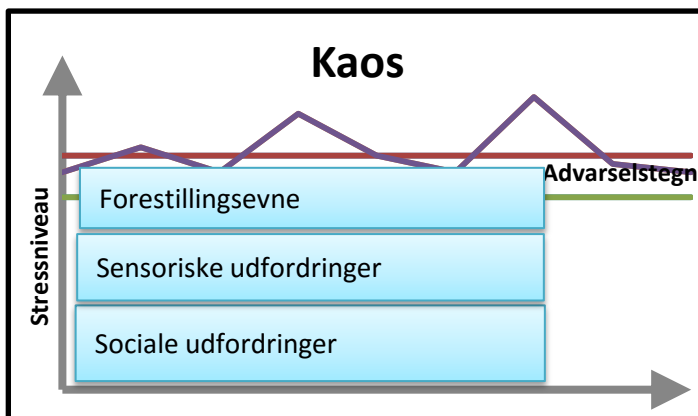 Kaos
Advarselstegn
Forestillingsevne
Stressniveau
Sensoriske udfordringer
Sociale udfordringer